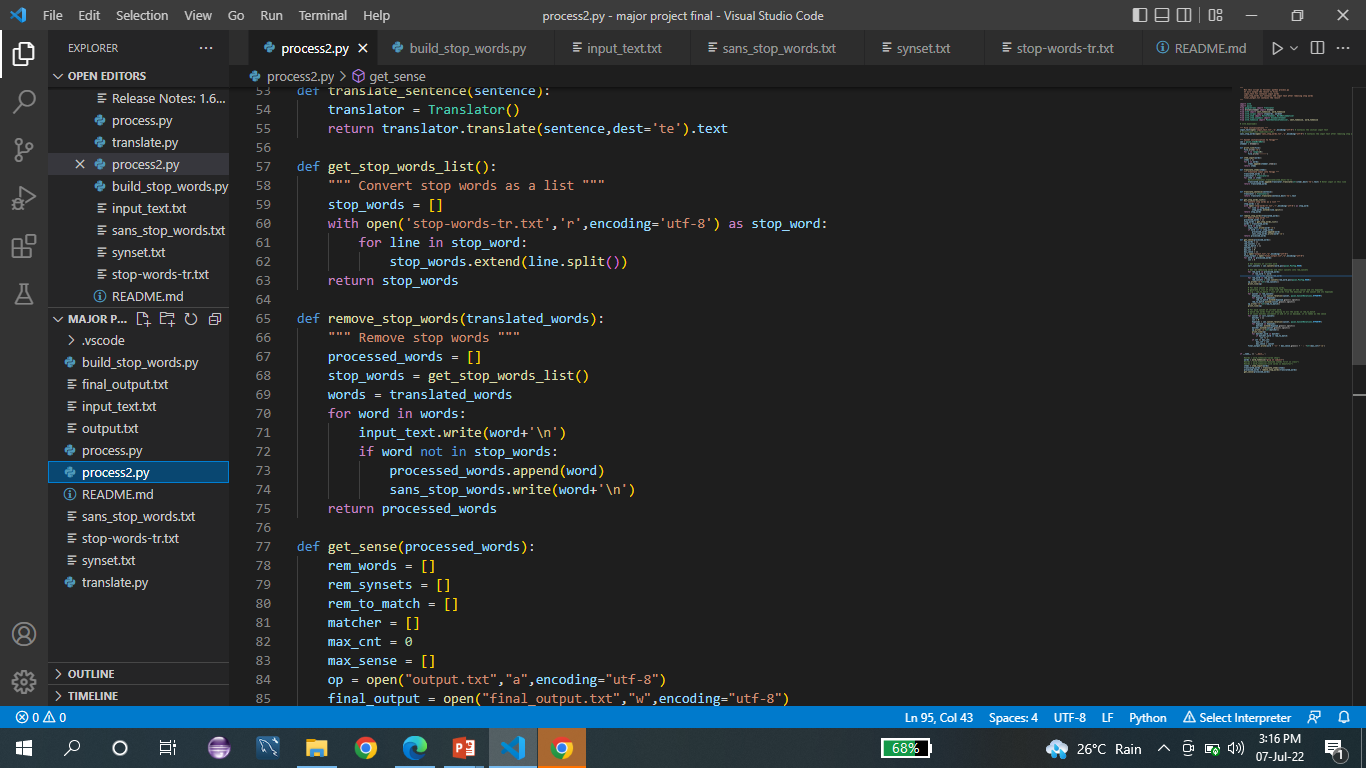 File Edit Selection View Go Run Terminal Help process2.py - major project final - Visual Studio Code
EXPLORER
OPEN EDITORS
Release Notes: 1.6...
process.py
translate.py
process2.py
build_stop_words.py
input_text.txt
sans_stop_words.txt
synset.txt
stop-words-tr.txt
README.md
MAJOR P...
.vscode
build_stop_words.py
final_output.txt
input_text.txt
output.txt
process.py
process2.py
README.md
sans_stop_words.txt
stop-words-tr.txt
synset.txt
translate.py
OUTLINE
TIMELINE
process2.py build_stop_words.py input_text.txt sans_stop_words.txt synset.txt stop-words-tr.txt README.md
process2.py > get_sense
53 def translate_sentence(sentence):
54 translator = Translator()
55 return translator.translate(sentence,dest='te').text
56
57 def get_stop_words_list():
58 """ Convert stop words as a list """
59 stop_words = []
60 with open('stop-words-tr.txt','r',encoding='utf-8') as stop_word:
61 for line in stop_word:
62 stop_words.extend(line.split())
63 return stop_words
64
65 def remove_stop_words(translated_words):
66 """ Remove stop words """
67 processed_words = []
68 stop_words = get_stop_words_list()
69 words = translated_words
70 for word in words:
71 input_text.write(word+'\n')
72 if word not in stop_words:
73 processed_words.append(word)
74 sans_stop_words.write(word+'\n')
75 return processed_words
76
77 def get_sense(processed_words):
78 rem_words = []
79 rem_synsets = []
80 rem_to_match = []
81 matcher = []
82 max_cnt = 0
83 max_sense = []
84 op = open("output.txt","a",encoding="utf-8")
85 final_output = open("final_output.txt","w",encoding="utf-8")
0 0 Ln 95, Col 43 Spaces: 4 UTF-8 LF Python Select Interpreter
68% 26°C Rain 3:16 PM
07-Jul-22 1